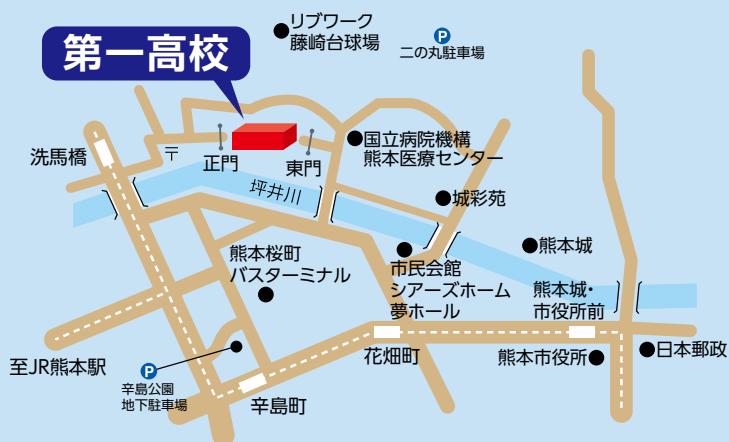 リブワーク
藤崎台球場
P
二の丸駐車場
第一高校
洗馬橋
〒
正門
東門
国立病院機構
熊本医療センター
坪井川
城彩苑
熊本桜町
バスターミナル
市民会館
シアーズホーム
夢ホール
熊本城
熊本城・
市役所前
至JR熊本駅
P
辛島公園
地下駐車場
辛島町
花畑町
熊本市役所
日本郵政